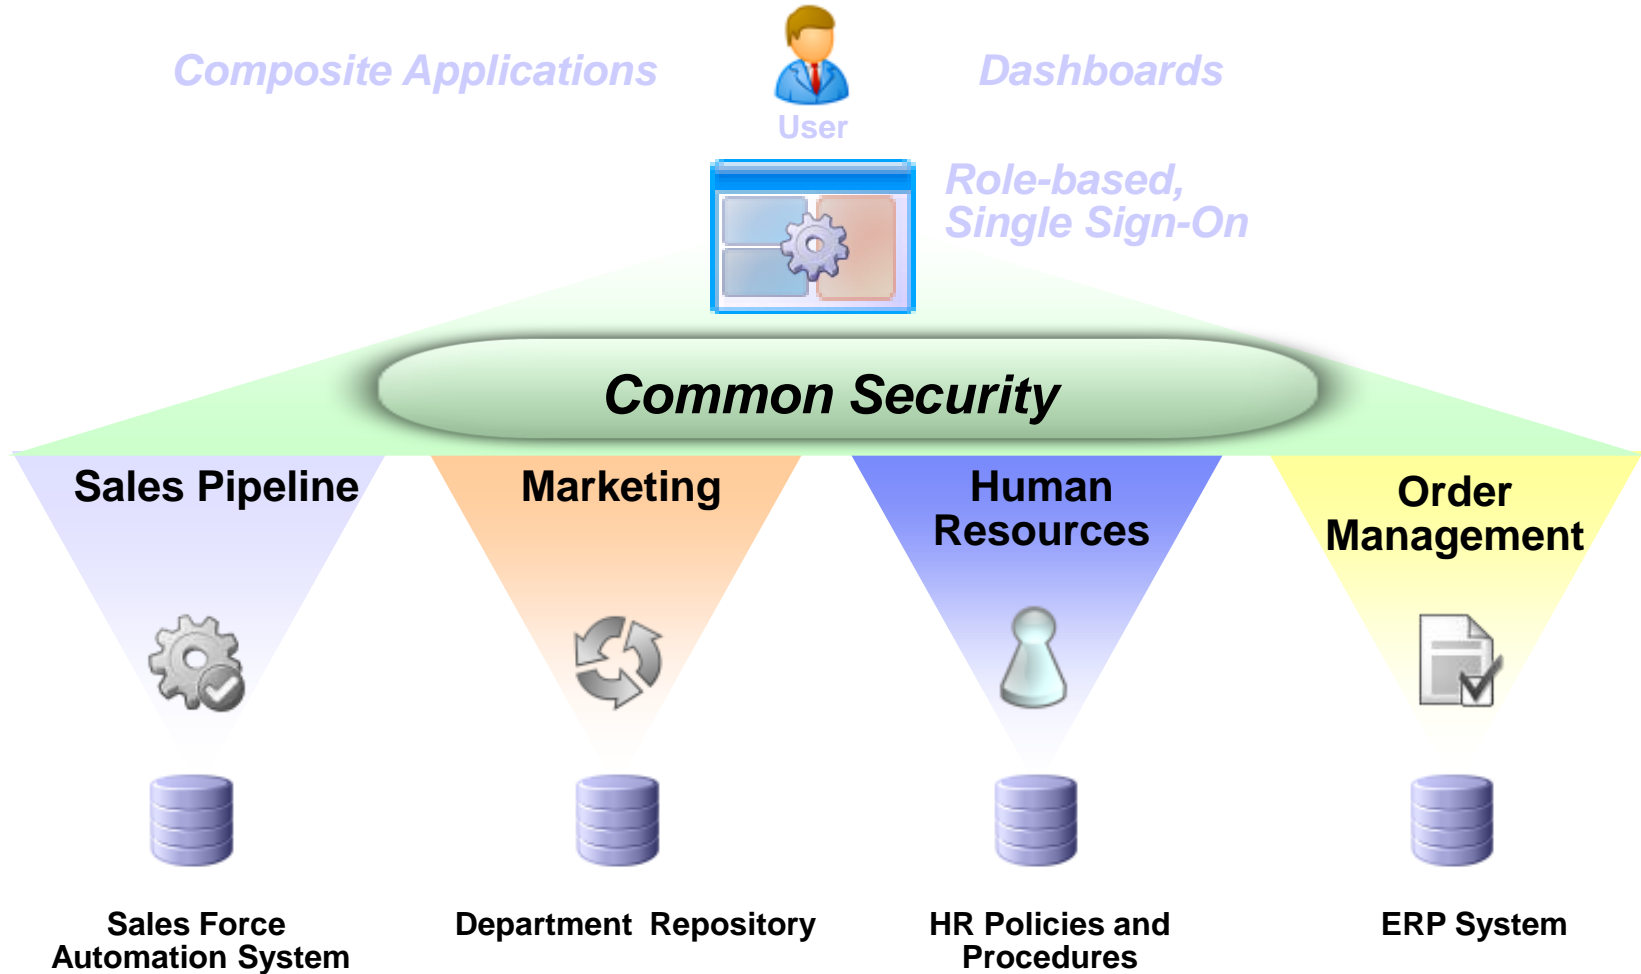 Composite Applications
Dashboards
User
Role-based,
Single Sign-On
Common Security
Sales Pipeline
Marketing
Human
Resources
Order
Management
Sales Force
Automation System
Department Repository
HR Policies and
Procedures
ERP System